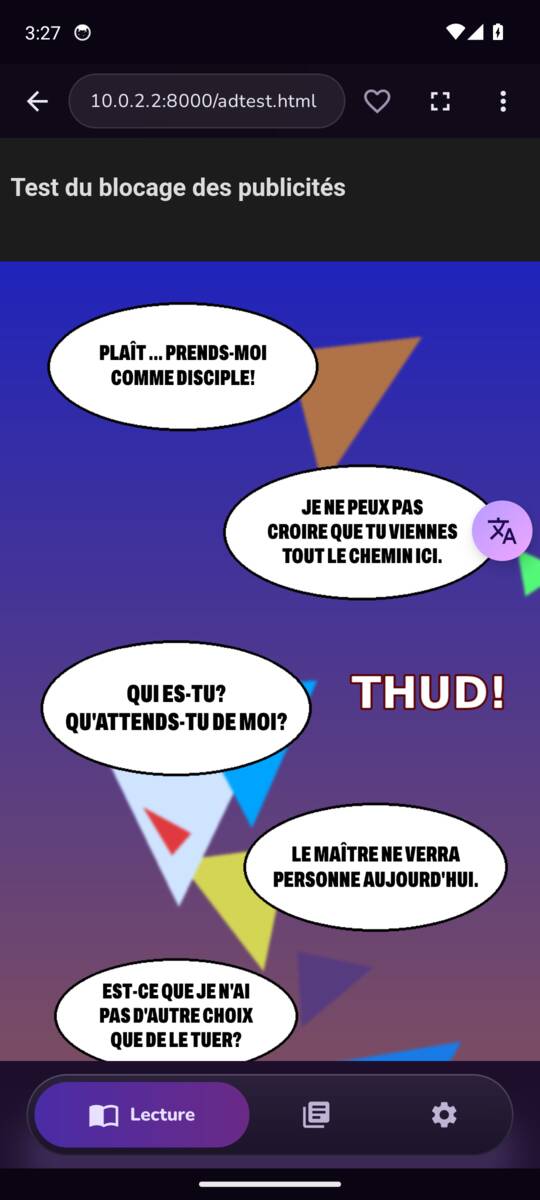 3:27
10.0.2.2:8000/adtest.html
Test du blocage des publicités
PLAÎT... PRENDS-MOI
COMME DISCIPLE!
JE NE PEUX PAS
CROIRE QUE TU VIENNES
TOUT LE CHEMIN ICI.
QUI ES-TU?
QU'ATTENDS-TU DE MOI?
THUD!
LE MAÎTRE NE VERRA
PERSONNE AUJOURD'HUI.
EST-CE QUE JE N'AI
PAS D'AUTRE CHOIX
QUE DE LE TUER?
Lecture